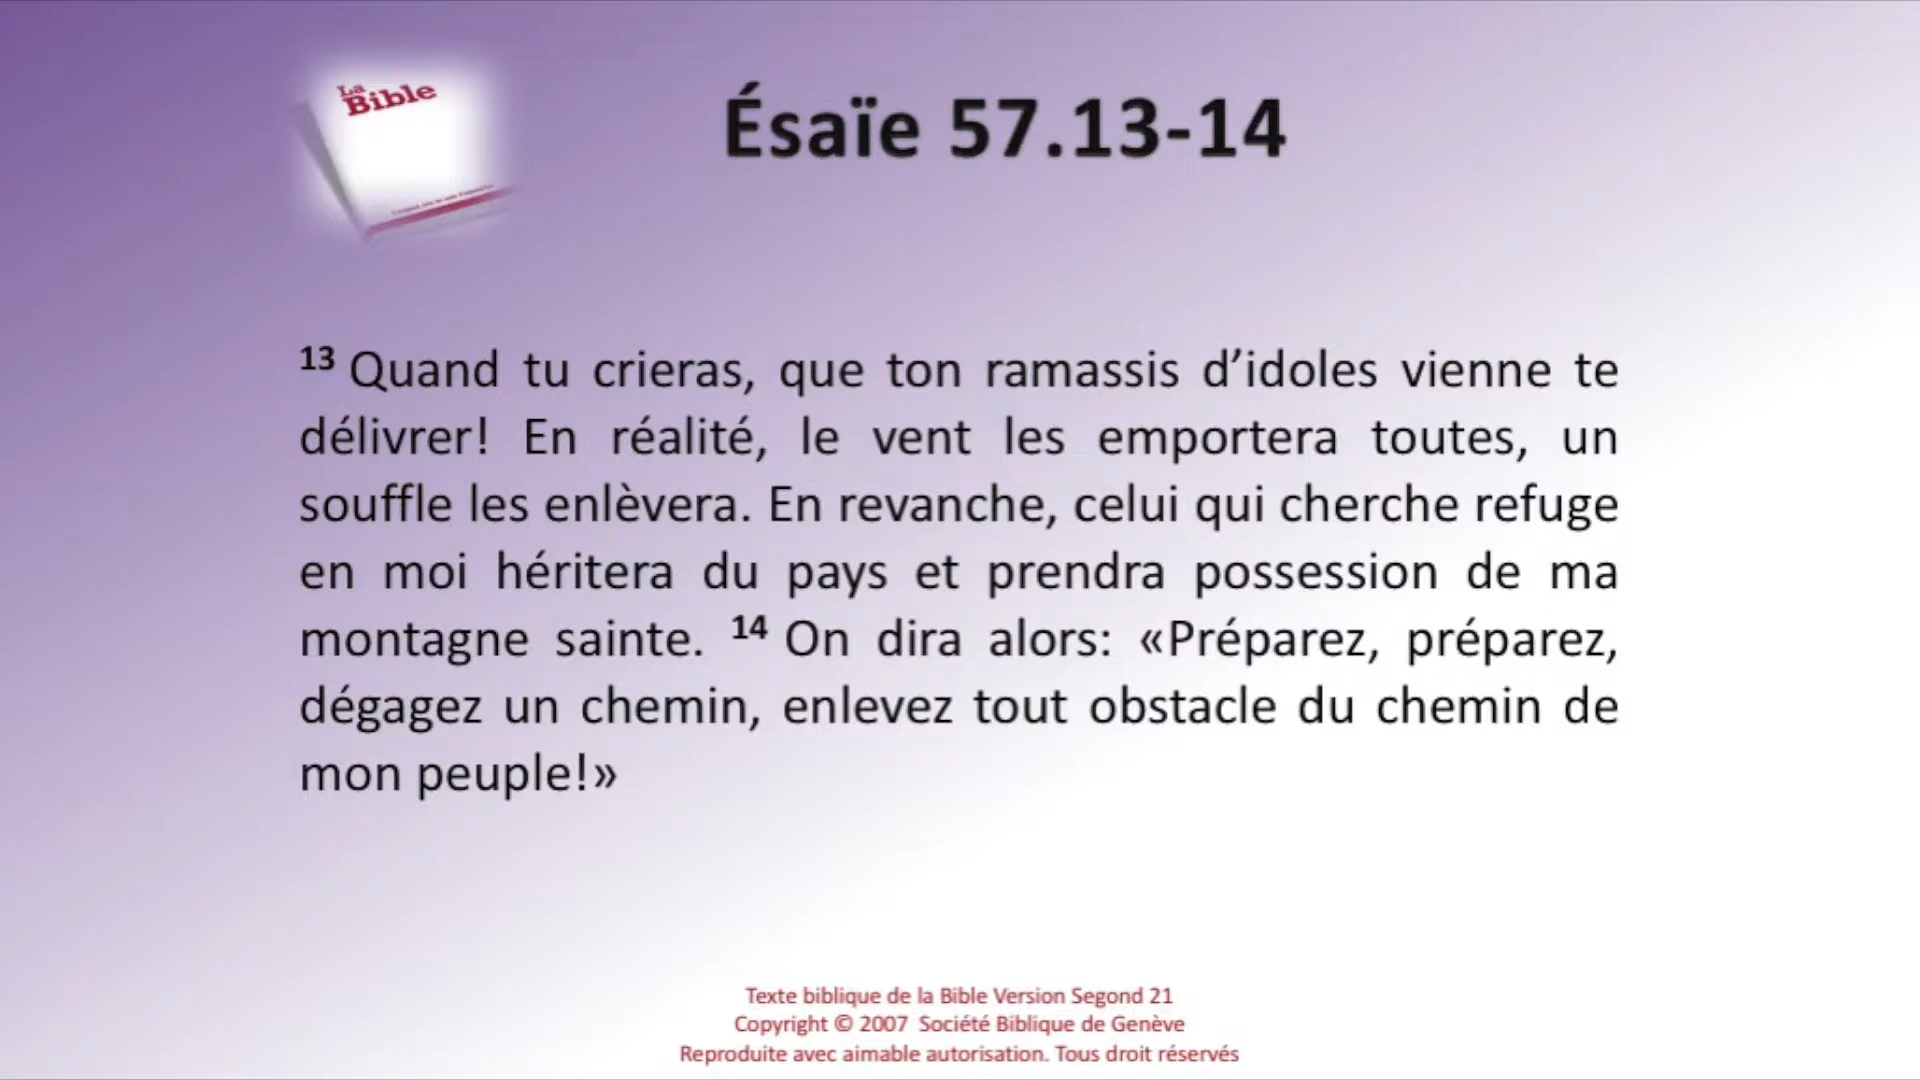 La
Bible
Ésaïe 57.13-14
13 Quand tu crieras, que ton ramassis d’idoles vienne te
délivrer! En réalité, le vent les emportera toutes, un
souffle les enlèvera. En revanche, celui qui cherche refuge
en moi héritera du pays et prendra possession de ma
montagne sainte. 14 On dira alors: «Préparez, préparez,
dégagez un chemin, enlevez tout obstacle du chemin de
mon peuple!»
Texte biblique de la Bible Version Segond 21
Copyright © 2007 Société Biblique de Genève
Reproduite avec aimable autorisation. Tous droit réservés